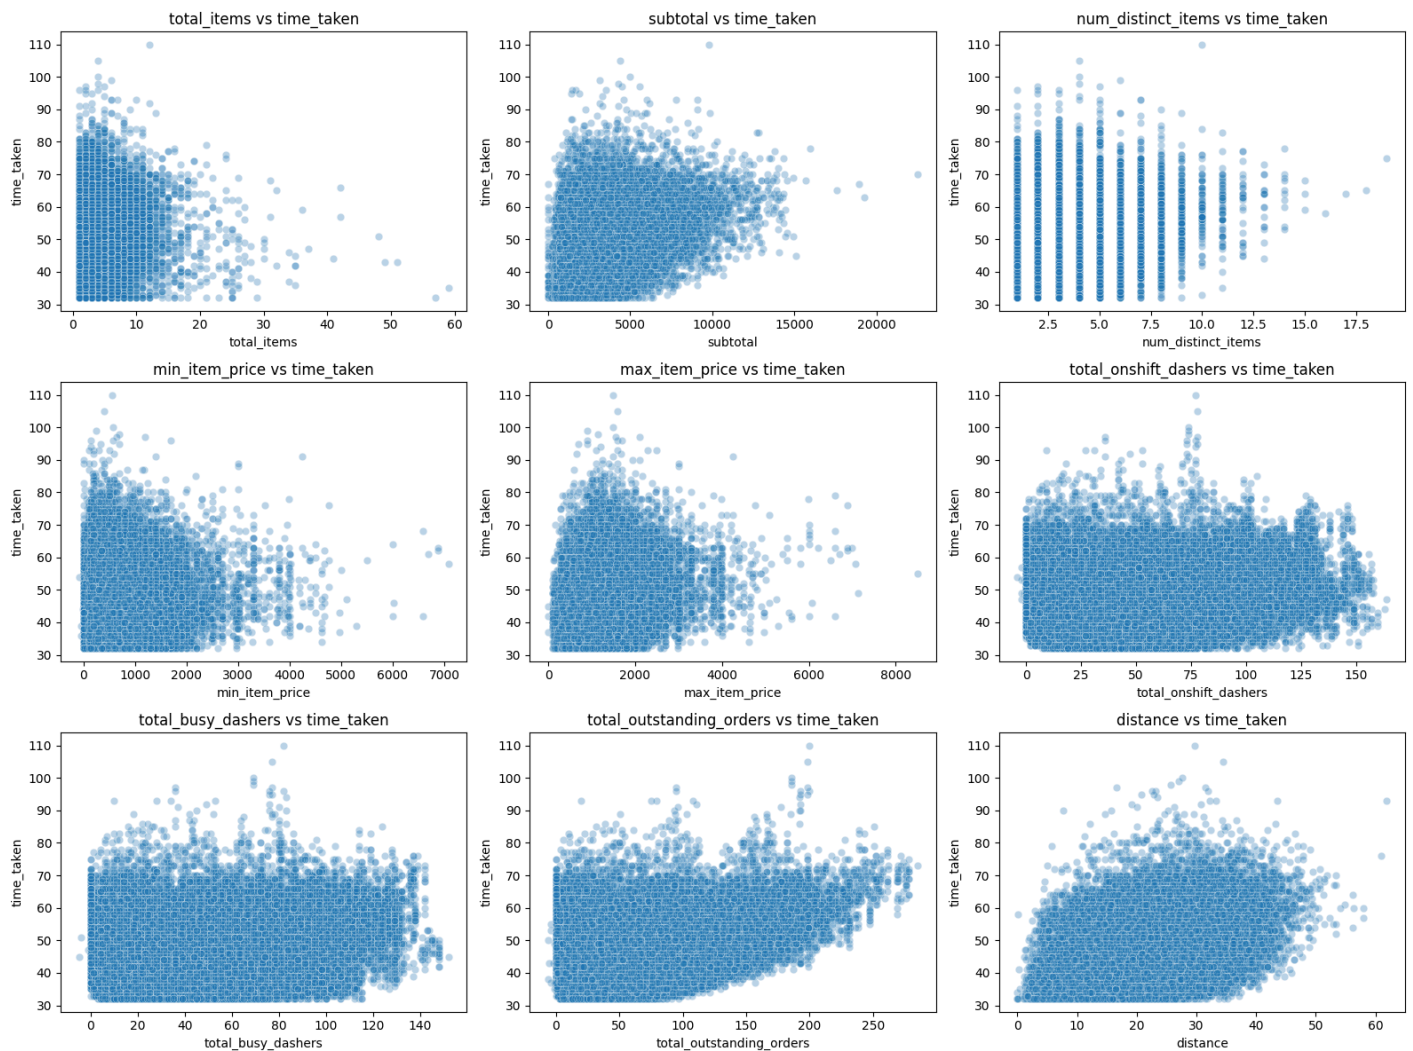 total_items vs time_taken
subtotal vs time_taken
num_distinct_items vs time_taken
time_taken
110
100
90
80
70
60
50
40
30
0 10 20 30 40 50 60
total_items
time_taken
110
100
90
80
70
60
50
40
30
0 5000 10000 15000 20000
subtotal
time_taken
110
100
90
80
70
60
50
40
30
2.5 5.0 7.5 10.0 12.5 15.0 17.5
num_distinct_items
min_item_price vs time_taken
max_item_price vs time_taken
total_onshift_dashers vs time_taken
time_taken
110
100
90
80
70
60
50
40
30
0 1000 2000 3000 4000 5000 6000 7000
min_item_price
time_taken
110
100
90
80
70
60
50
40
30
0 2000 4000 6000 8000
max_item_price
time_taken
110
100
90
80
70
60
50
40
30
0 25 50 75 100 125 150
total_onshift_dashers
total_busy_dashers vs time_taken
total_outstanding_orders vs time_taken
distance vs time_taken
time_taken
110
100
90
80
70
60
50
40
30
0 20 40 60 80 100 120 140
total_busy_dashers
time_taken
110
100
90
80
70
60
50
40
30
0 50 100 150 200 250
total_outstanding_orders
time_taken
110
100
90
80
70
60
50
40
30
0 10 20 30 40 50 60
distance